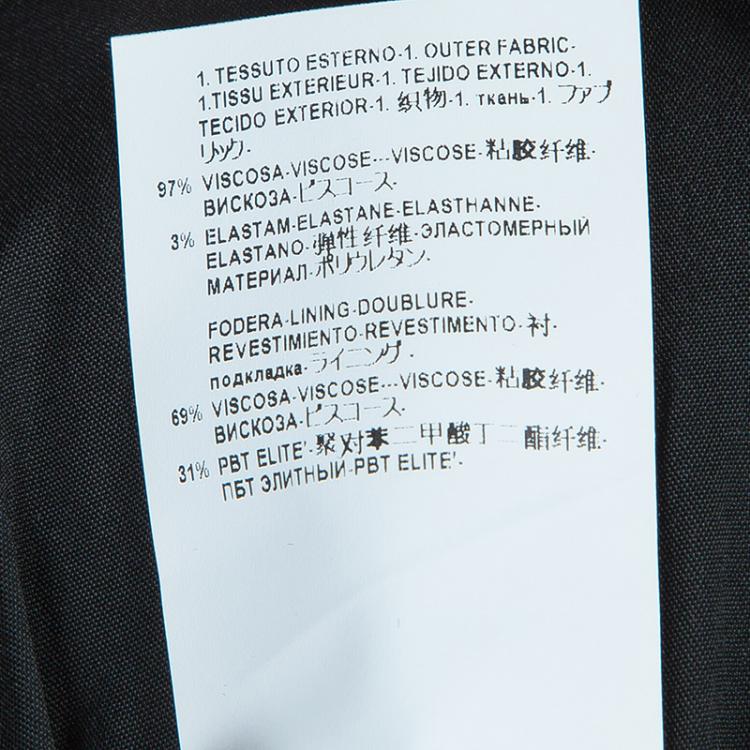 1. TESSUTO ESTERNO-1. OUTER FABRIC-
1.TISSU EXTERIEUR-1. TEJIDO EXTERNO-1.
TECIDO EXTERIOR-1. 织物-1. ткань-1. ファブ
リック-
97% VISCOSA-VISCOSE---VISCOSE-粘胶纤维-
ВИСКОЗА-ビスコース-
3% ELASTAM-ELASTANE-ELASTHANNE-
ELASTANO-弹性纤维-ЭЛАСТОМЕРНЫЙ
МАТЕРИАЛ-ポリウレタン-
FODERA-LINING-DOUBLURE-
REVESTIMIENTO-REVESTIMENTO-衬-
подкладка-ライニング-
69% VISCOSA-VISCOSE---VISCOSE-粘胶纤维-
ВИСКОЗА-ビスコース-
31% PBT ELITE'-聚对苯二甲酸丁二酯纤维-
ПБТ ЭЛИТНЫЙ-PBT ELITE'-